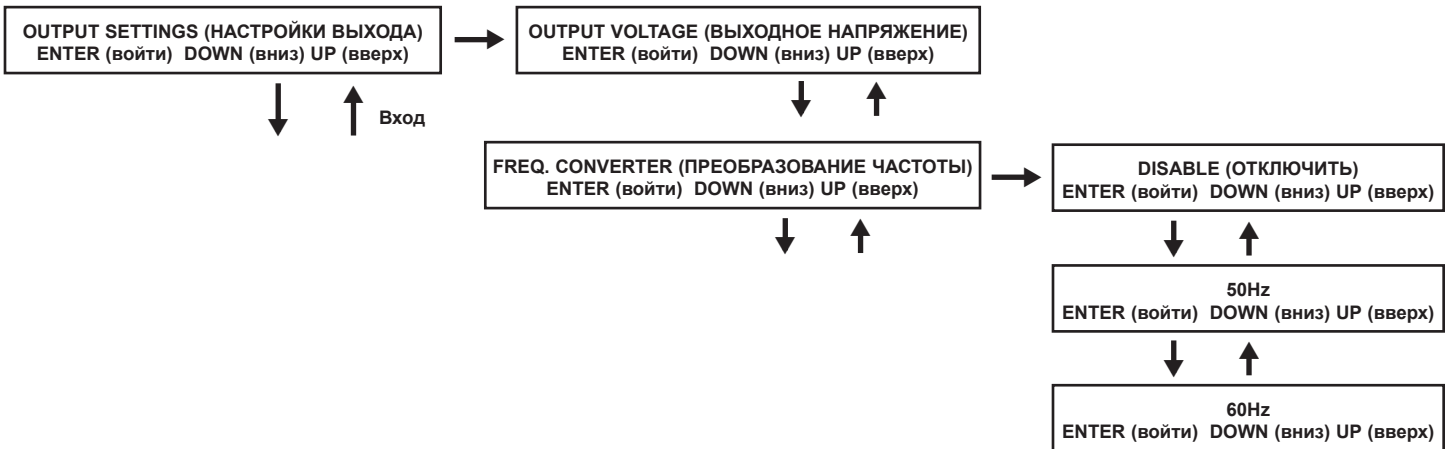 OUTPUT SETTINGS (НАСТРОЙКИ ВЫХОДА)
ENTER (войти) DOWN (вниз) UP (вверх)
OUTPUT VOLTAGE (ВЫХОДНОЕ НАПРЯЖЕНИЕ)
ENTER (войти) DOWN (вниз) UP (вверх)
Вход
FREQ. CONVERTER (ПРЕОБРАЗОВАНИЕ ЧАСТОТЫ)
ENTER (войти) DOWN (вниз) UP (вверх)
DISABLE (ОТКЛЮЧИТЬ)
ENTER (войти) DOWN (вниз) UP (вверх)
50Hz
ENTER (войти) DOWN (вниз) UP (вверх)
60Hz
ENTER (войти) DOWN (вниз) UP (вверх)